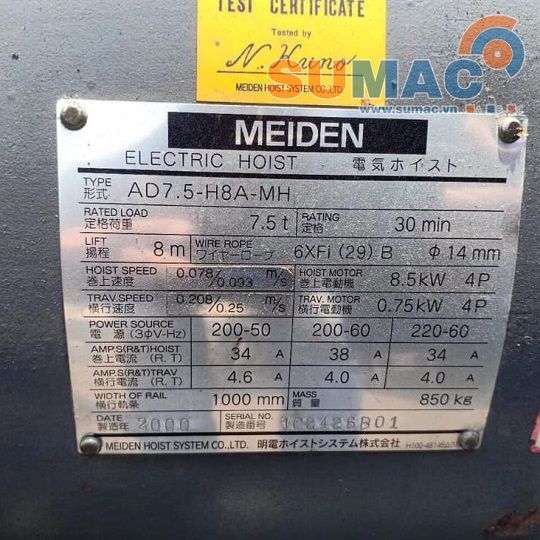 TEST CERTIFICATE
Tested by
N. Kuno
MEIDEN HOIST SYSTEM CO., LTD.
SUMAC
www.sumac.vn
MEIDEN
ELECTRIC HOIST 電気ホイスト
TYPE 形式 AD7.5-H8A-MH
RATED LOAD 定格荷重 7.5 t RATING 定格 30 min
LIFT 揚程 8 m WIRE ROPE ワイヤーロープ 6XFi (29) B φ14 mm
HOIST SPEED 巻上速度 0.078/0.093 m/s HOIST MOTOR 巻上電動機 8.5kW 4P
TRAV.SPEED 横行速度 0.208/0.25 m/s TRAV. MOTOR 横行電動機 0.75kW 4P
POWER SOURCE 電源 (3φV-Hz) 200-50 200-60 220-60
AMP.S(R&T)HOIST 巻上電流 (R. T) 34 A 38 A 34 A
AMP.S(R&T)TRAV 横行電流 (R. T) 4.6 A 4.0 A 4.0 A
WIDTH OF RAIL 横行軌条 1000 mm MASS 質量 850 kg
DATE 製造年 2000 SERIAL NO. 製造番号
MEIDEN HOIST SYSTEM CO.,LTD. 明電ホイストシステム株式会社